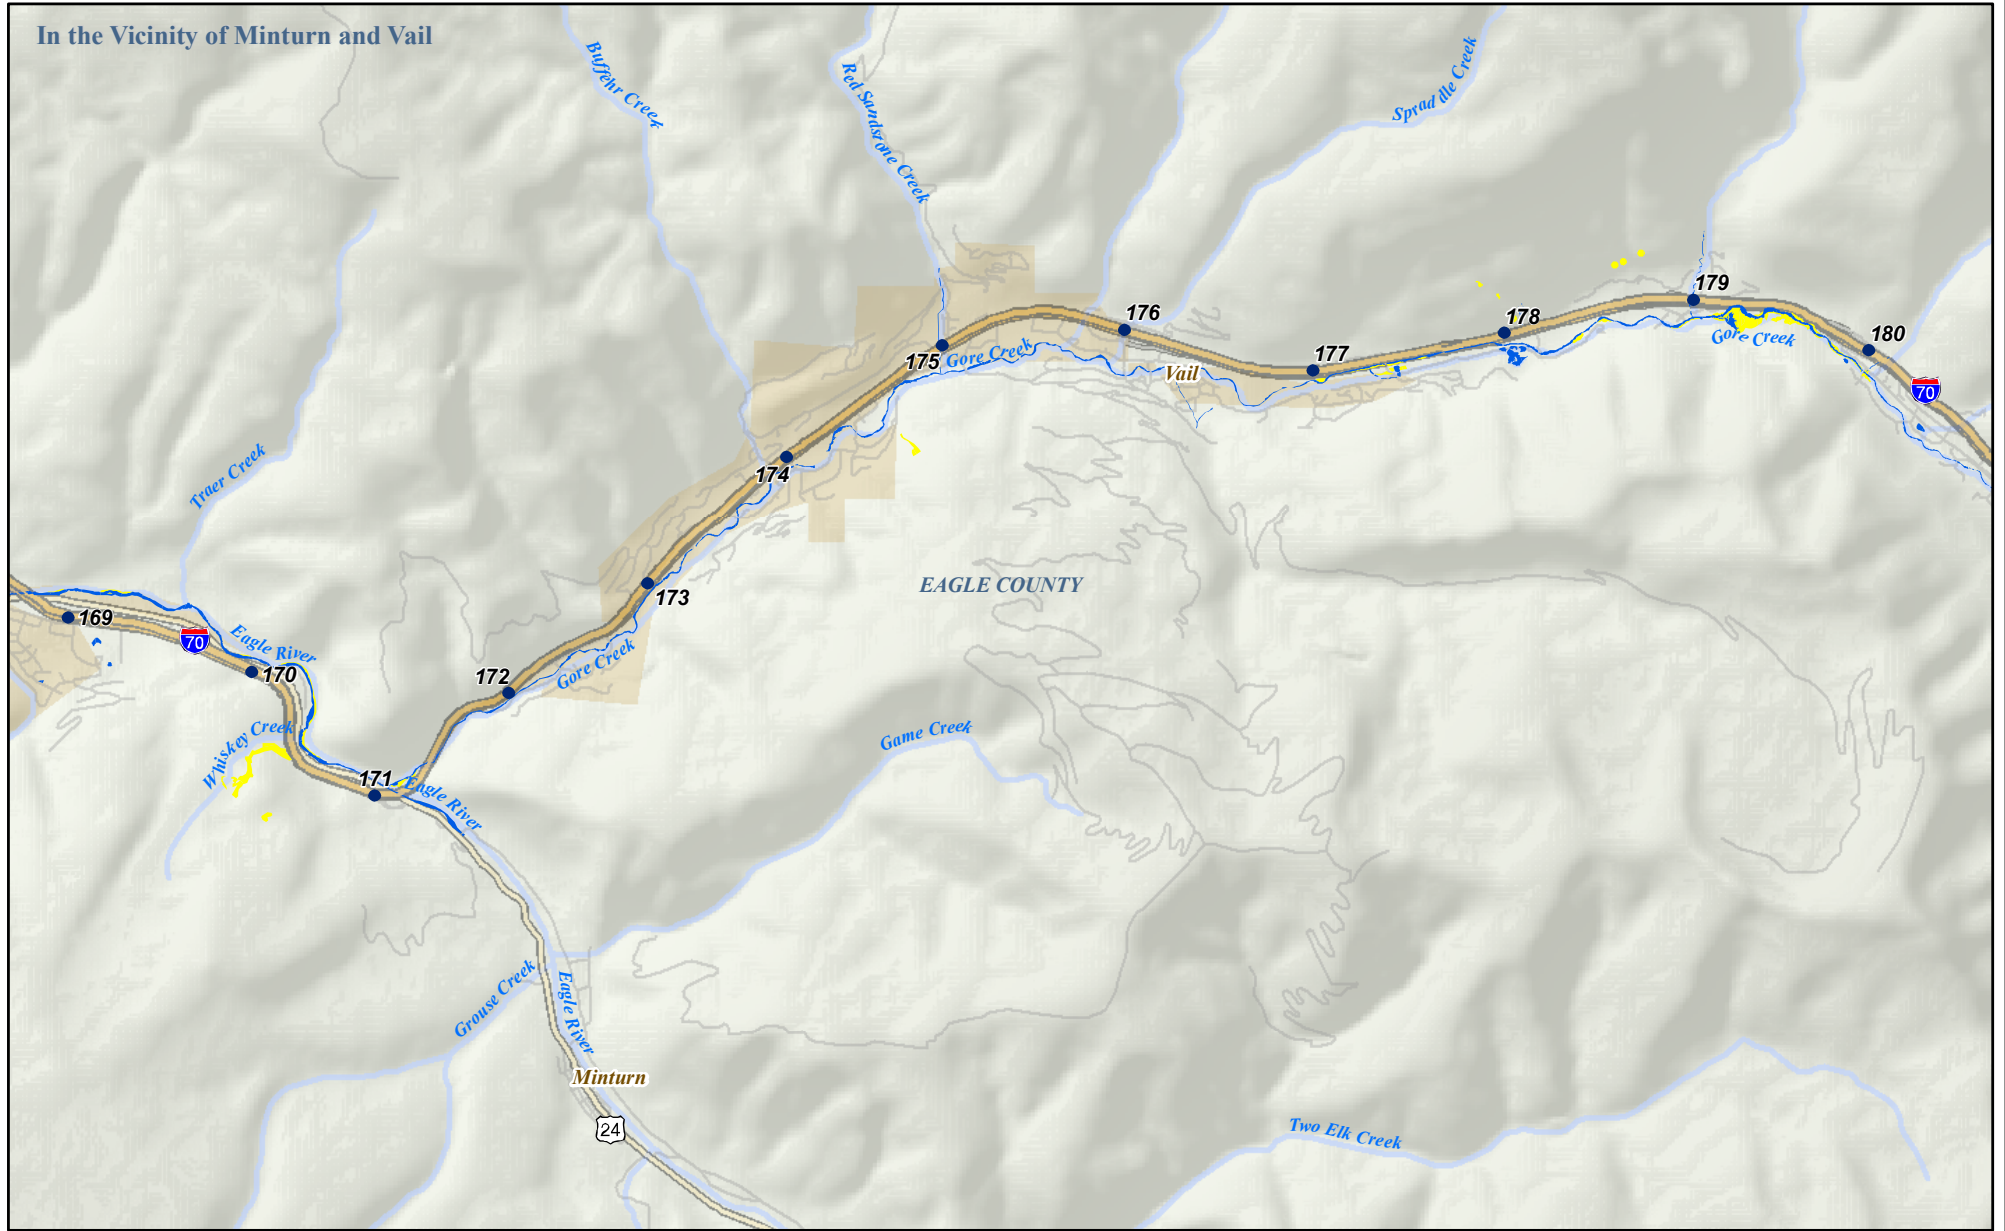 In the Vicinity of Minturn and Vail
Buffehr Creek
Red Sandstone Creek
Spraddle Creek
179
176
178
180
175
Gore Creek
177
Gore Creek
Vail
70
Traer Creek
174
EAGLE COUNTY
173
169
70
Eagle River
170
172
Gore Creek
Whiskey Creek
Game Creek
171
Eagle River
Grouse Creek
Eagle River
Minturn
24
Two Elk Creek